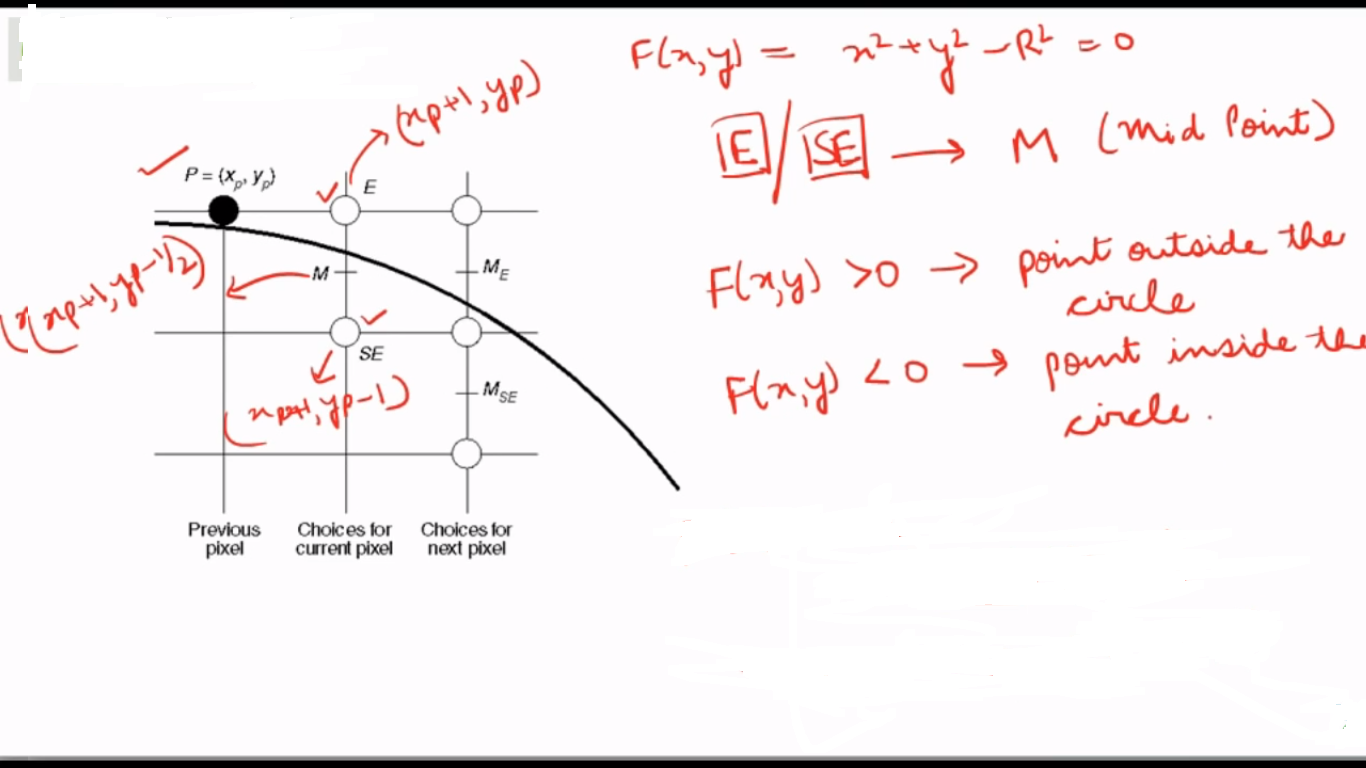 F(x,y) = x² + y² - R² = 0
(xp+1, yp)
E / SE → M (Mid Point)
P = (xp, yp)
E
(xp+1, yp-1/2)
M
ME
F(x,y) >0 → point outside the
circle
SE
F(x,y) < 0 → point inside the
circle.
(xp+1, yp-1)
MSE
Previous
pixel
Choices for
current pixel
Choices for
next pixel